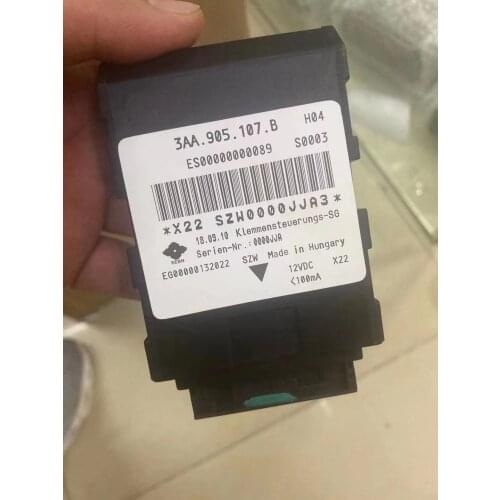 3AA.905.107.B H04
ES00000000089 S0003
*X22 SZW0000JJA3*
18.09.10 Klemmensteuerungs-SG
Serien-Nr.:0000JJA
EG00000132022 SZW Made in Hungary
12VDC X22
<100mA